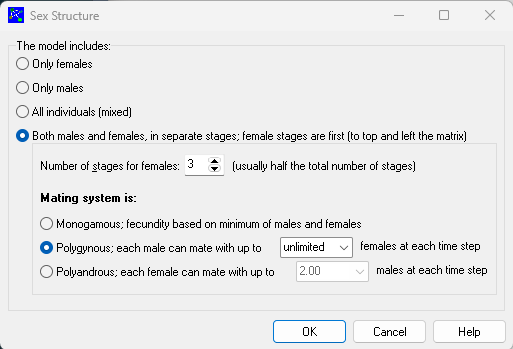 Sex Structure
The model includes:
Only females
Only males
All individuals (mixed)
Both males and females, in separate stages; female stages are first (to top and left the matrix)
Number of stages for females: 3 (usually half the total number of stages)
Mating system is:
Monogamous; fecundity based on minimum of males and females
Polygynous; each male can mate with up to unlimited females at each time step
Polyandrous; each female can mate with up to 2.00 males at each time step
OK Cancel Help